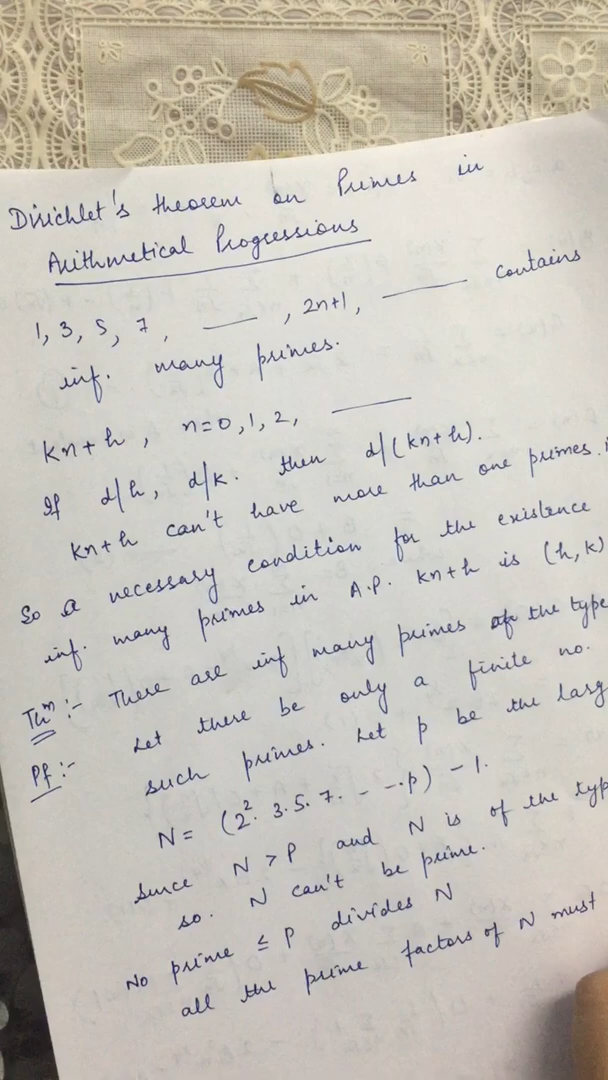 Dirichlet's theorem on Primes in
Arithmetical Progressions
1, 3, 5, 7, ___, 2n+1, ___ contains
inf. many primes.
kn+h, n=0,1,2, ___
If d/h, d/k. then d/(kn+h).
kn+h can't have more than one primes.
So a necessary condition for the existence
inf. many primes in A.P. kn+h is (h,k)
Thᵐ:- There are inf many primes of the type
Pf:- Let there be only a finite no.
such primes. Let p be the larg
N= (2².3.5.7. - - .p) - 1.
since N > P and N is of the typ
so. N can't be prime.
No prime ≤ P divides N
all the prime factors of N must